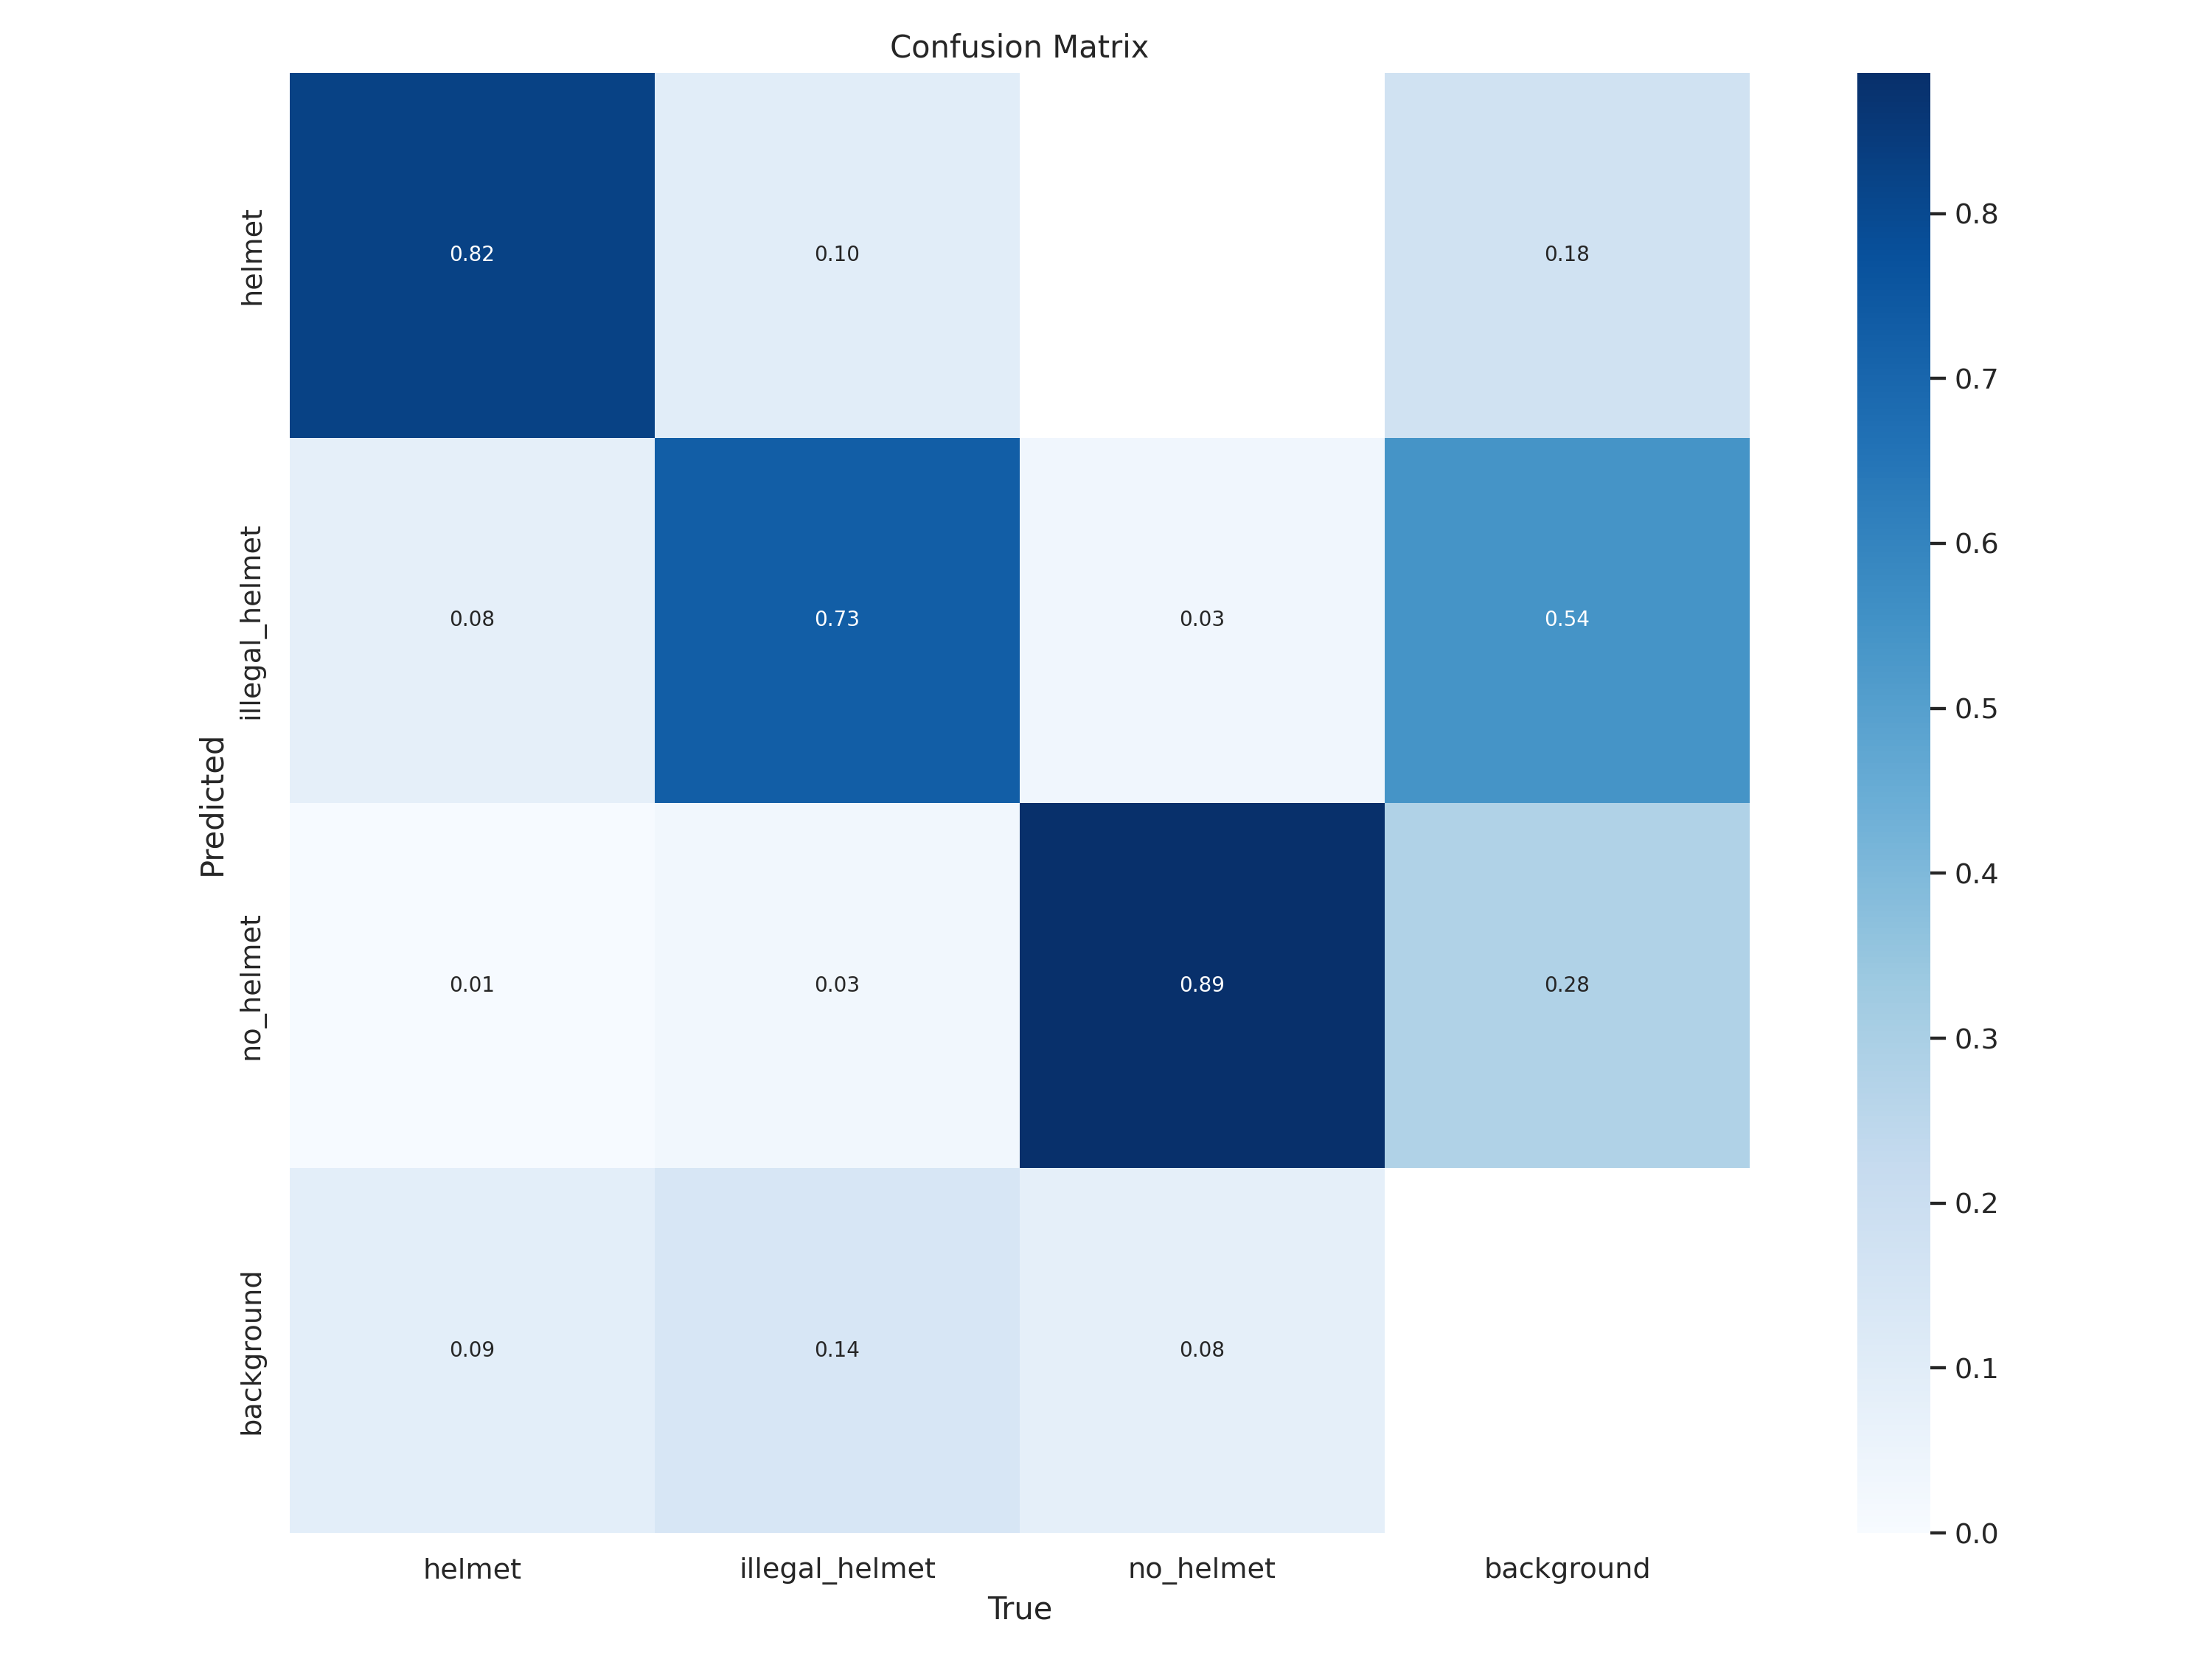 Confusion Matrix
helmet
0.82
0.10
0.18
illegal_helmet
0.08
0.73
0.03
0.54
no_helmet
0.01
0.03
0.89
0.28
background
0.09
0.14
0.08
Predicted
helmet
illegal_helmet
no_helmet
background
True
0.8
0.7
0.6
0.5
0.4
0.3
0.2
0.1
0.0